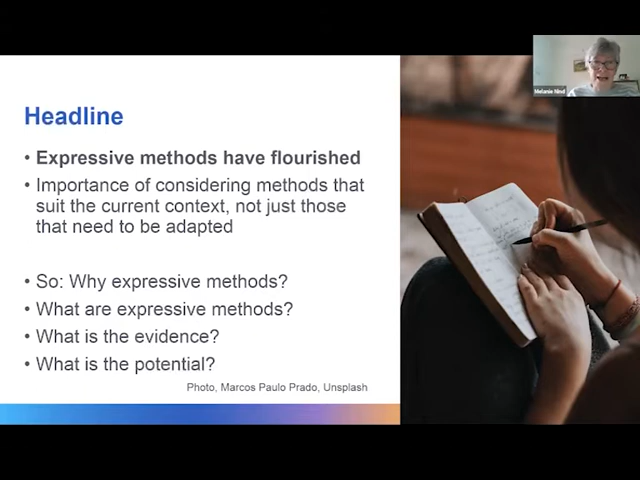 Melanie Nind
Headline
• Expressive methods have flourished
• Importance of considering methods that
suit the current context, not just those
that need to be adapted
• So: Why expressive methods?
• What are expressive methods?
• What is the evidence?
• What is the potential?
Photo, Marcos Paulo Prado, Unsplash